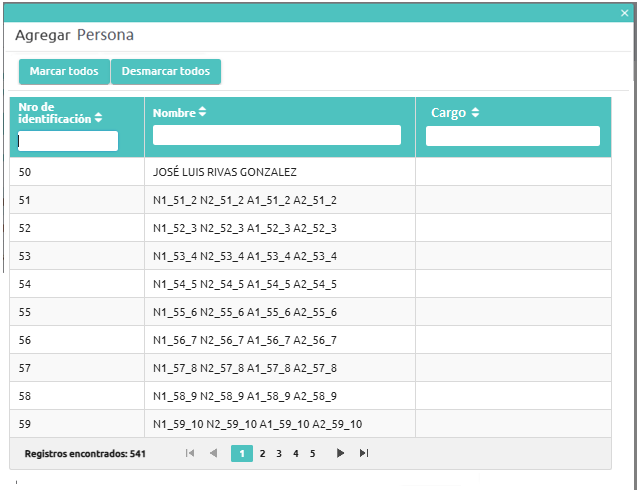 Agregar Persona
Marcar todos Desmarcar todos
Nro de
identificación Nombre Cargo
50 JOSÉ LUIS RIVAS GONZALEZ
51 N1_51_2 N2_51_2 A1_51_2 A2_51_2
52 N1_52_3 N2_52_3 A1_52_3 A2_52_3
53 N1_53_4 N2_53_4 A1_53_4 A2_53_4
54 N1_54_5 N2_54_5 A1_54_5 A2_54_5
55 N1_55_6 N2_55_6 A1_55_6 A2_55_6
56 N1_56_7 N2_56_7 A1_56_7 A2_56_7
57 N1_57_8 N2_57_8 A1_57_8 A2_57_8
58 N1_58_9 N2_58_9 A1_58_9 A2_58_9
59 N1_59_10 N2_59_10 A1_59_10 A2_59_10
Registros encontrados: 541 1 2 3 4 5